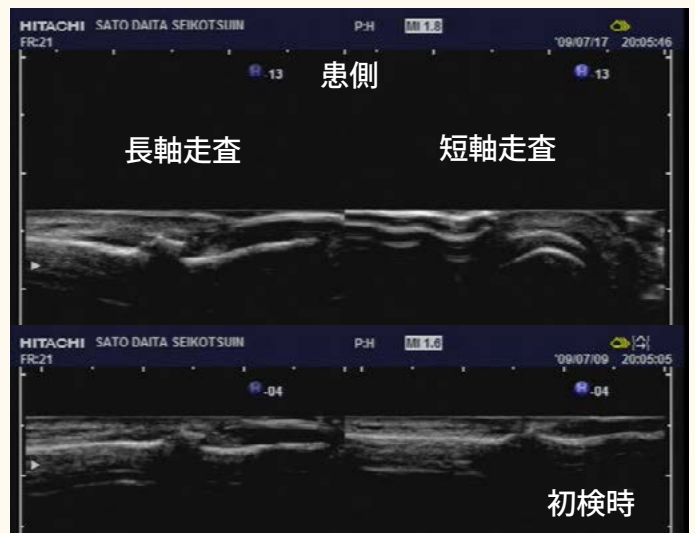 HITACHI SATO DAITA SEIKOTSUIN P:H MI 1.8
FR:21 '09/07/17 20:05:46
-13 患側 -13
長軸走査 短軸走査
HITACHI SATO DAITA SEIKOTSUIN P:H MI 1.6
FR:21 '09/07/09 20:05:05
-04 -04
初検時